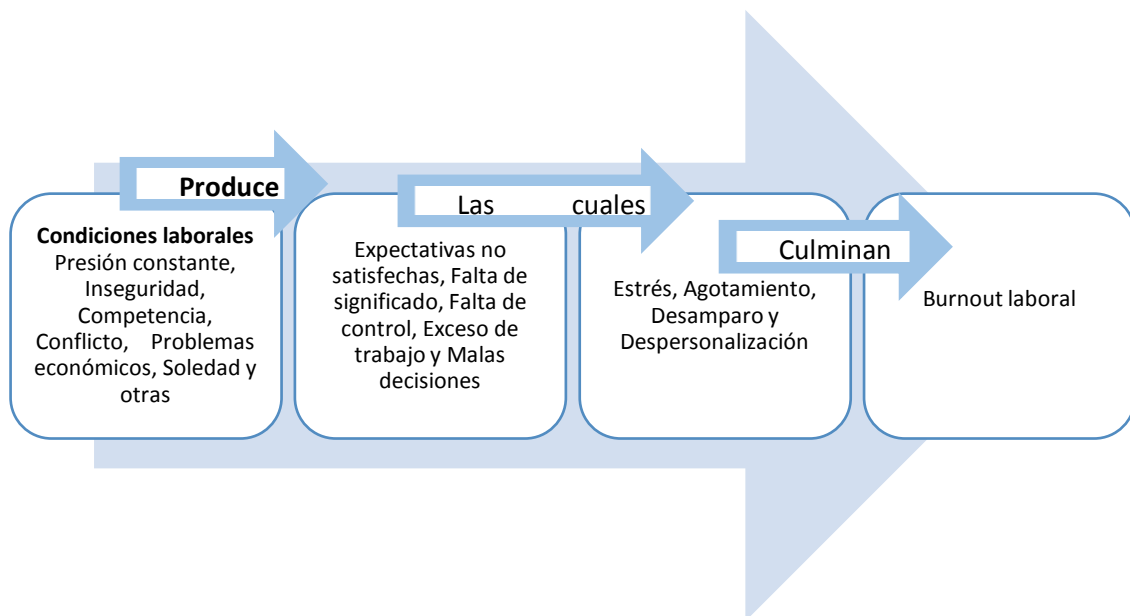 Produce
Condiciones laborales
Presión constante,
Inseguridad,
Competencia,
Conflicto, Problemas
económicos, Soledad y
otras
Las cuales
Expectativas no
satisfechas, Falta de
significado, Falta de
control, Exceso de
trabajo y Malas
decisiones
Estrés, Agotamiento,
Desamparo y
Despersonalización
Culminan
Burnout laboral